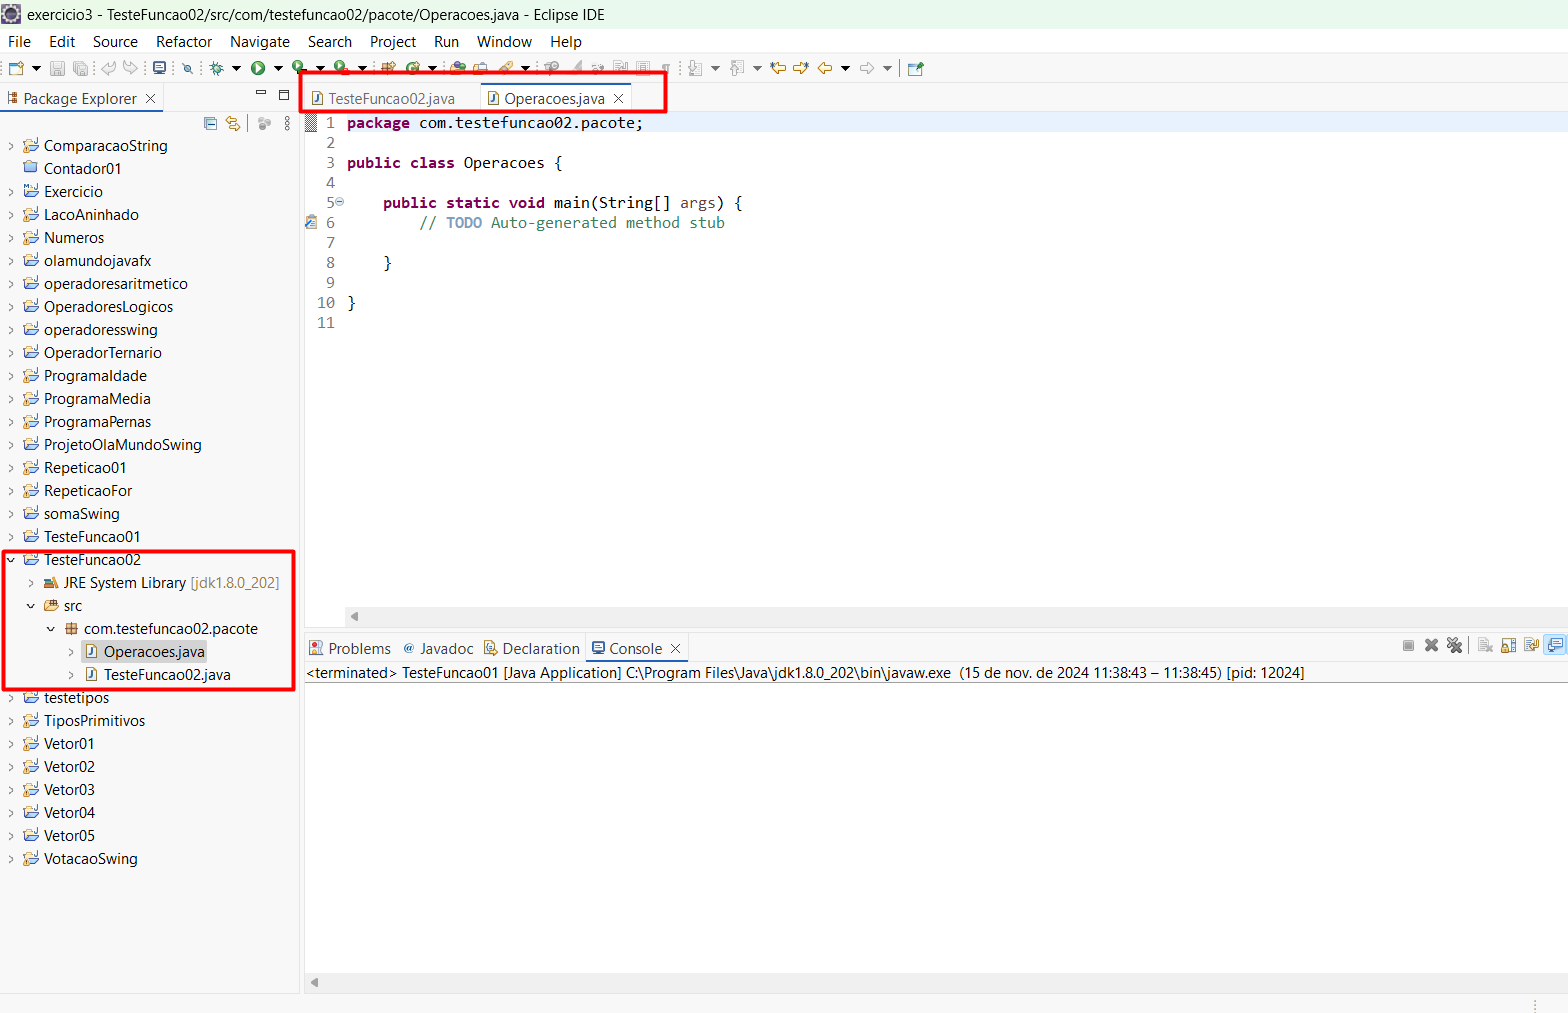 exercicio3 - TesteFuncao02/src/com/testefuncao02/pacote/Operacoes.java - Eclipse IDE
File Edit Source Refactor Navigate Search Project Run Window Help
Package Explorer
TesteFuncao02.java Operacoes.java
ComparacaoString
Contador01
Exercicio
LacoAninhado
Numeros
olamundojavafx
operadoresaritmetico
OperadoresLogicos
operadoresswing
OperadorTernario
ProgramaIdade
ProgramaMedia
ProgramaPernas
ProjetoOlaMundoSwing
Repeticao01
RepeticaoFor
somaSwing
TesteFuncao01
TesteFuncao02
JRE System Library [jdk1.8.0_202]
src
com.testefuncao02.pacote
Operacoes.java
TesteFuncao02.java
testetipos
TiposPrimitivos
Vetor01
Vetor02
Vetor03
Vetor04
Vetor05
VotacaoSwing
1 package com.testefuncao02.pacote;
2
3 public class Operacoes {
4
5 public static void main(String[] args) {
6 // TODO Auto-generated method stub
7
8 }
9
10 }
11
Problems @ Javadoc Declaration Console
<terminated> TesteFuncao01 [Java Application] C:\Program Files\Java\jdk1.8.0_202\bin\javaw.exe (15 de nov. de 2024 11:38:43 – 11:38:45) [pid: 12024]